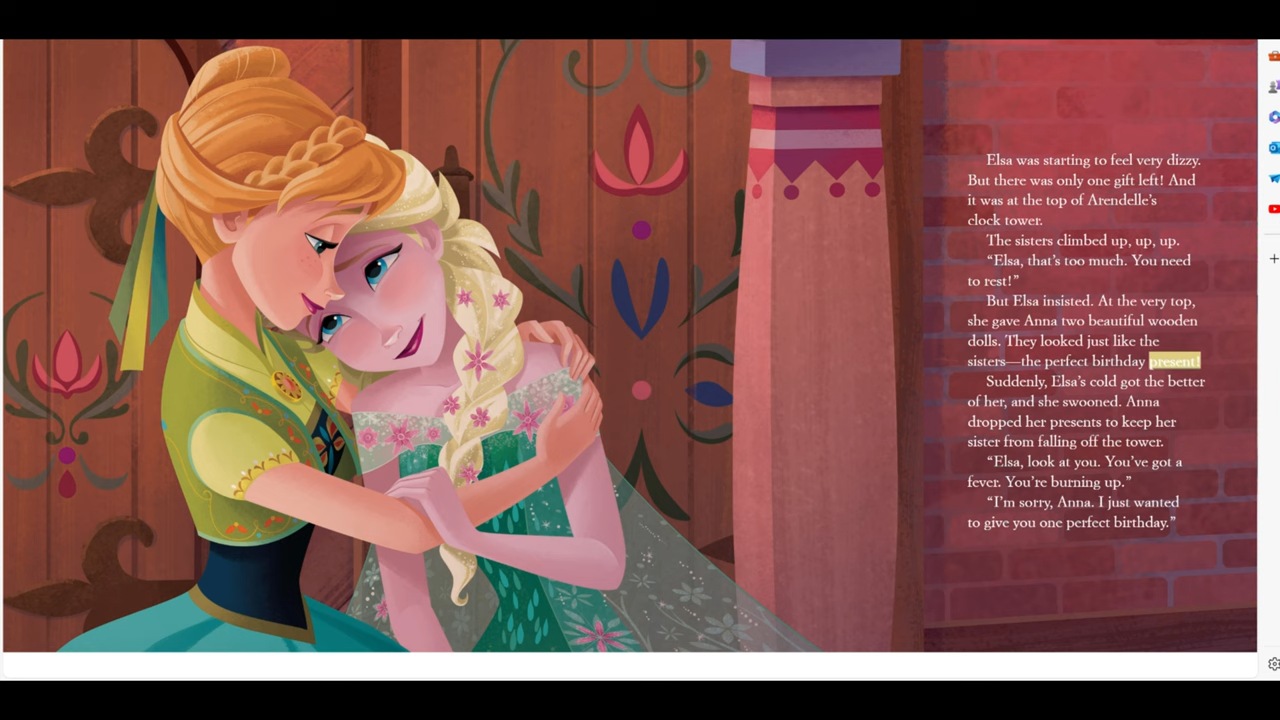 Elsa was starting to feel very dizzy.
But there was only one gift left! And
it was at the top of Arendelle’s
clock tower.
The sisters climbed up, up, up.
“Elsa, that’s too much. You need
to rest!”
But Elsa insisted. At the very top,
she gave Anna two beautiful wooden
dolls. They looked just like the
sisters—the perfect birthday present!
Suddenly, Elsa’s cold got the better
of her, and she swooned. Anna
dropped her presents to keep her
sister from falling off the tower.
“Elsa, look at you. You’ve got a
fever. You’re burning up.”
“I’m sorry, Anna. I just wanted
to give you one perfect birthday.”